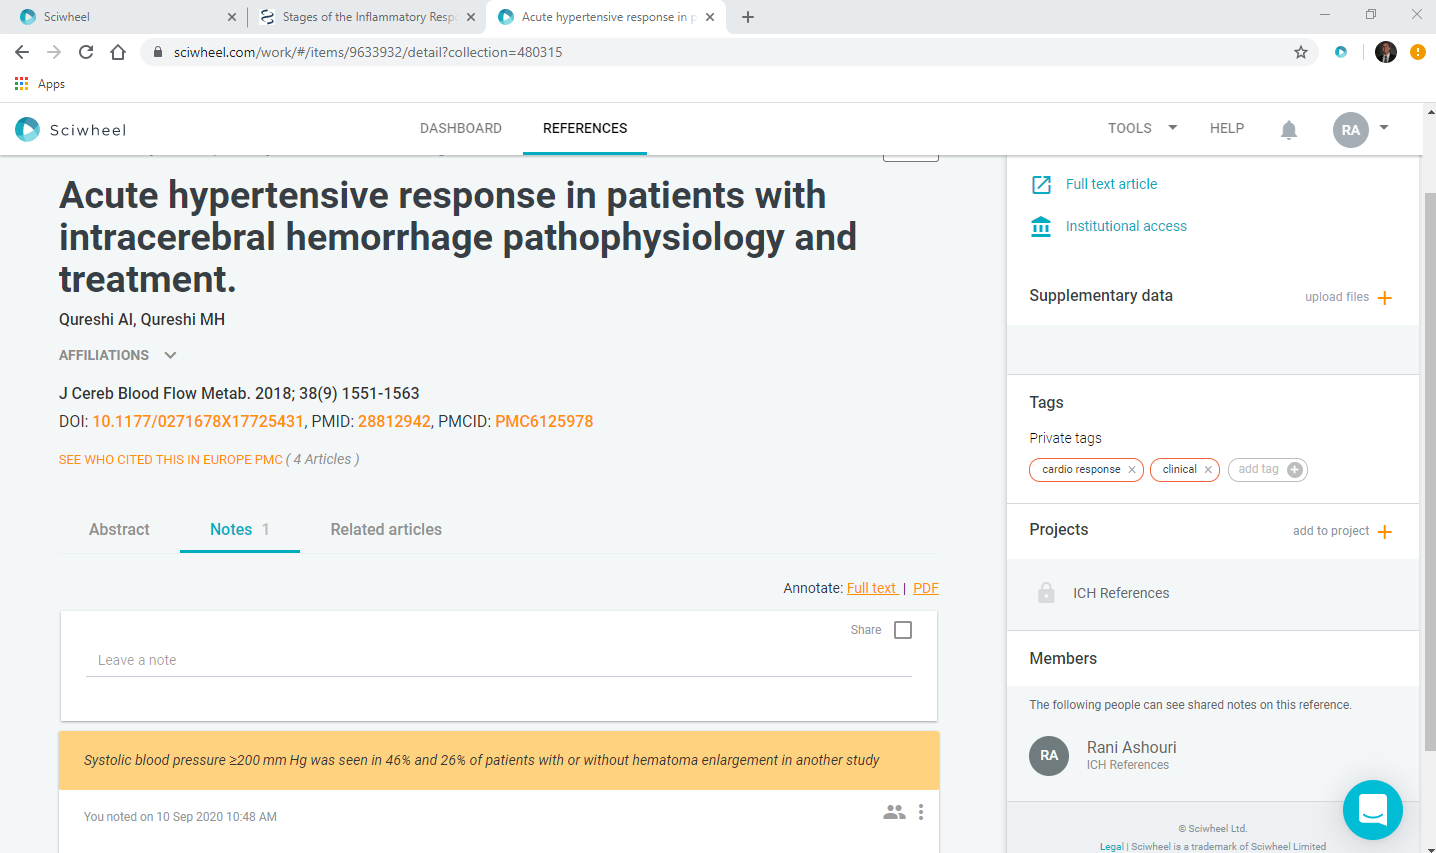 Sciwheel
Stages of the Inflammatory Resp
Acute hypertensive response in p
sciwheel.com/work/#/items/9633932/detail?collection=480315
Apps
Sciwheel
DASHBOARD
REFERENCES
TOOLS
HELP
RA
Acute hypertensive response in patients with
intracerebral hemorrhage pathophysiology and
treatment.
Qureshi AI, Qureshi MH
AFFILIATIONS
J Cereb Blood Flow Metab. 2018; 38(9) 1551-1563
DOI: 10.1177/0271678X17725431, PMID: 28812942, PMCID: PMC6125978
SEE WHO CITED THIS IN EUROPE PMC ( 4 Articles )
Abstract
Notes 1
Related articles
Annotate: Full text | PDF
Share
Leave a note
Systolic blood pressure ≥200 mm Hg was seen in 46% and 26% of patients with or without hematoma enlargement in another study
You noted on 10 Sep 2020 10:48 AM
Full text article
Institutional access
Supplementary data
upload files +
Tags
Private tags
cardio response ×
clinical ×
add tag +
Projects
add to project +
ICH References
Members
The following people can see shared notes on this reference.
RA
Rani Ashouri
ICH References
© Sciwheel Ltd.
Legal | Sciwheel is a trademark of Sciwheel Limited